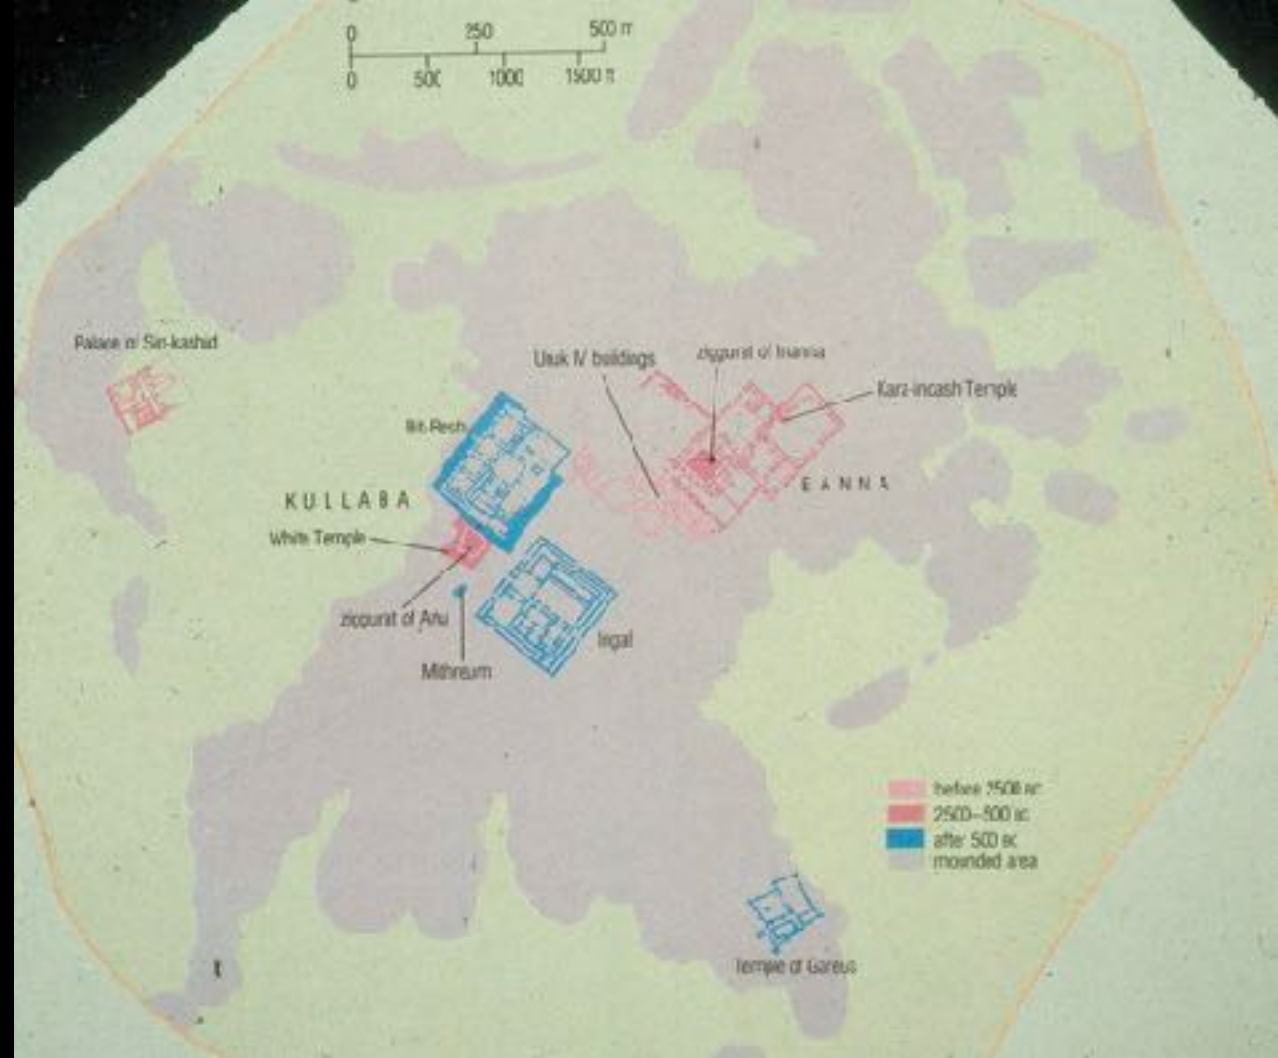 0 250 500 m
0 500 1000 1500 ft
Palace of Sin-kashid
Uruk IV buildings
ziggurat of Inanna
Kara-indash Temple
Bit-Resh
EANNA
KULLABA
White Temple
ziggurat of Anu
Irigal
Mithreum
before 2500 BC
2500–500 BC
after 500 BC
mounded area
Temple of Gareus